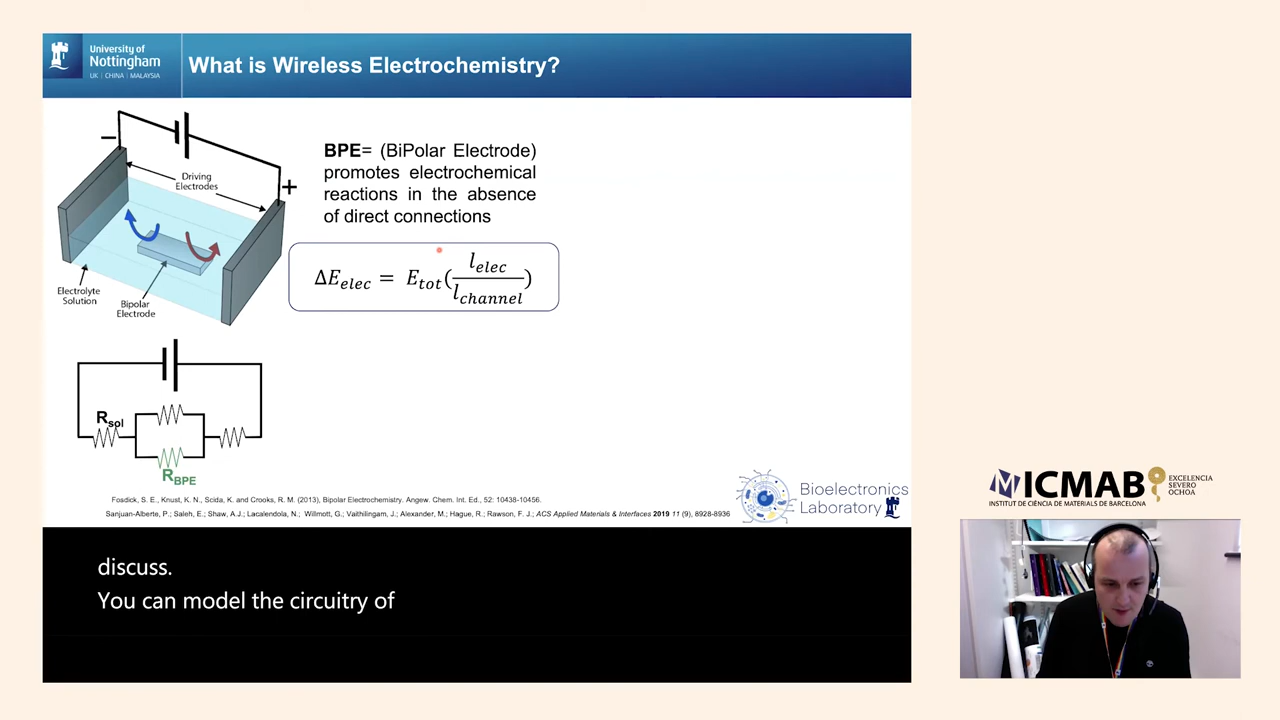 University of
Nottingham
UK | CHINA | MALAYSIA
What is Wireless Electrochemistry?
−
+
Driving
Electrodes
Electrolyte
Solution
Bipolar
Electrode
BPE= (BiPolar Electrode)
promotes electrochemical
reactions in the absence
of direct connections
ΔE_elec = E_tot(l_elec/l_channel)
R_sol
R_BPE
Fosdick, S. E., Knust, K. N., Scida, K. and Crooks, R. M. (2013), Bipolar Electrochemistry. Angew. Chem. Int. Ed., 52: 10438-10456.
Sanjuan-Alberte, P.; Saleh, E.; Shaw, A.J.; Lacalendola, N.; Willmott, G.; Vaithilingam, J.; Alexander, M.; Hague, R.; Rawson, F. J.; ACS Applied Materials & Interfaces 2019 11 (9), 8928-8936
Bioelectronics
Laboratory
discuss.
You can model the circuitry of
ICMAB
INSTITUT DE CIÈNCIA DE MATERIALS DE BARCELONA
EXCELENCIA
SEVERO
OCHOA